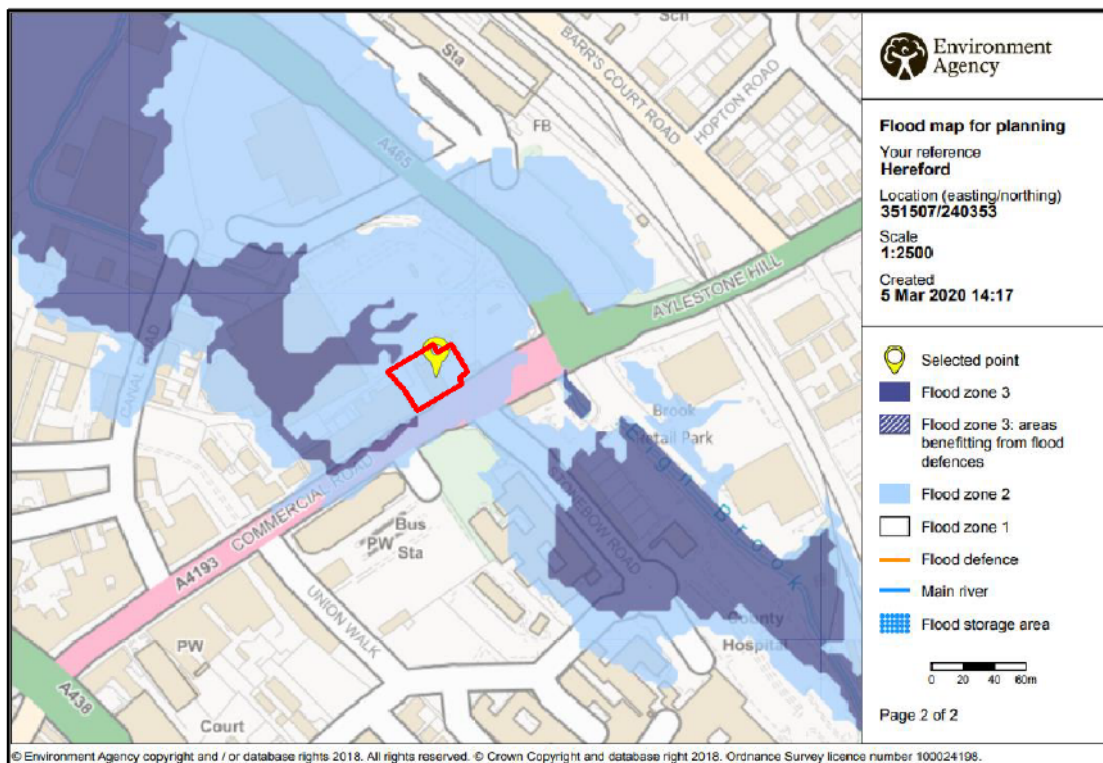 Sch
Sta
BARR'S COURT ROAD
HOPTON ROAD
FB
A465
AYLESTONE HILL
CANAL ROAD
Brook
Retail Park
Eign Brook
COMMERCIAL ROAD
STONEBOW ROAD
Bus
PW Sta
A4193
UNION WALK
County
Hospital
PW
A438
Court
Environment
Agency
Flood map for planning
Your reference
Hereford
Location (easting/northing)
351507/240353
Scale
1:2500
Created
5 Mar 2020 14:17
Selected point
Flood zone 3
Flood zone 3: areas
benefitting from flood
defences
Flood zone 2
Flood zone 1
Flood defence
Main river
Flood storage area
0 20 40 60m
Page 2 of 2
© Environment Agency copyright and / or database rights 2018. All rights reserved. © Crown Copyright and database right 2018. Ordnance Survey licence number 100024198.